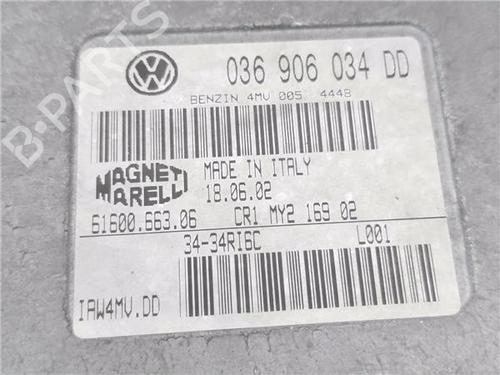 036 906 034 DD
BENZIN 4MV 005 4448
MAGNETI MARELLI
MADE IN ITALY
18.06.02
61600.663.06 CR1 MY2 169 02
34-34RI6C L001
IAW4MV.DD
B-PARTS